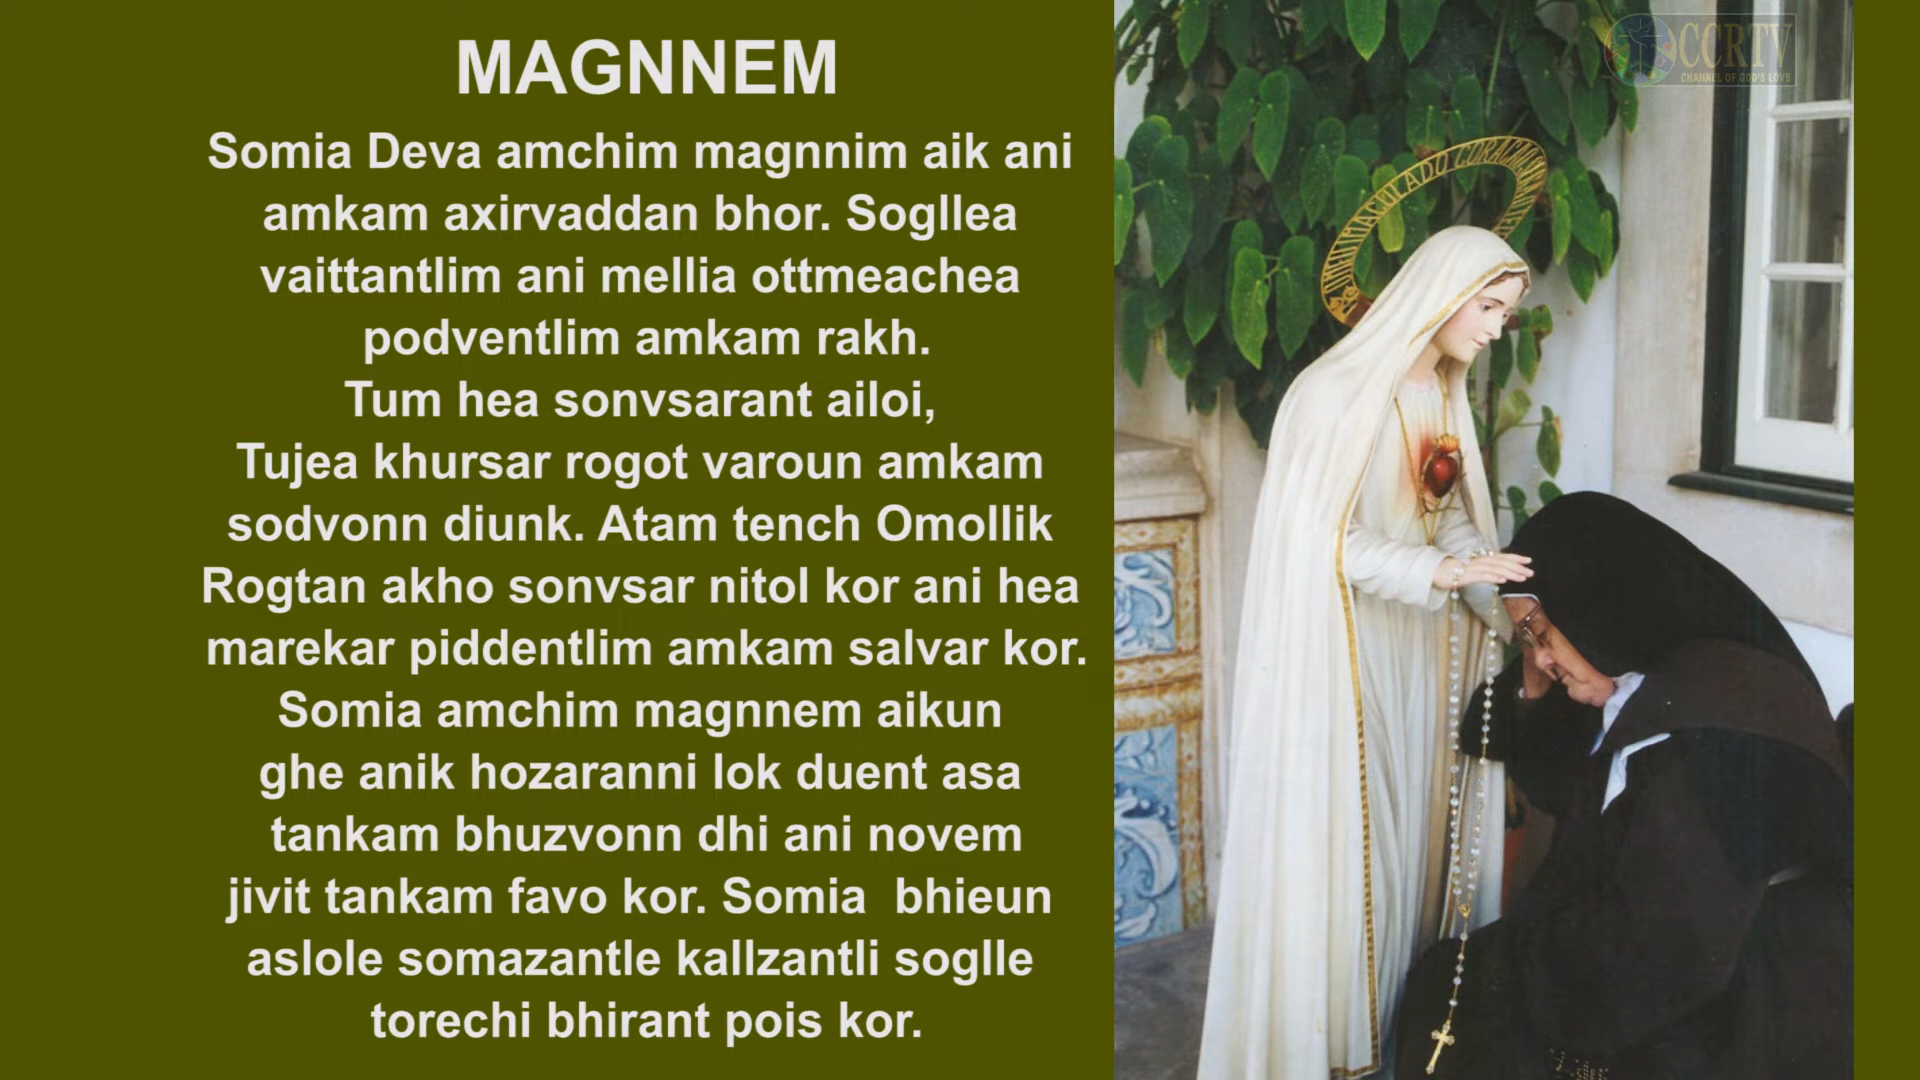 MAGNNEM
Somia Deva amchim magnnim aik ani
amkam axirvaddan bhor. Sogllea
vaittantlim ani mellia ottmeachea
podventlim amkam rakh.
Tum hea sonvsarant ailoi,
Tujea khursar rogot varoun amkam
sodvonn diunk. Atam tench Omollik
Rogtan akho sonvsar nitol kor ani hea
marekar piddentlim amkam salvar kor.
Somia amchim magnnem aikun
ghe anik hozaranni lok duent asa
tankam bhuzvonn dhi ani novem
jivit tankam favo kor. Somia bhieun
aslole somazantle kallzantli soglle
torechi bhirant pois kor.
CCRTV
CHANNEL OF GOD'S LOVE
IMACULADO CORAÇÃO